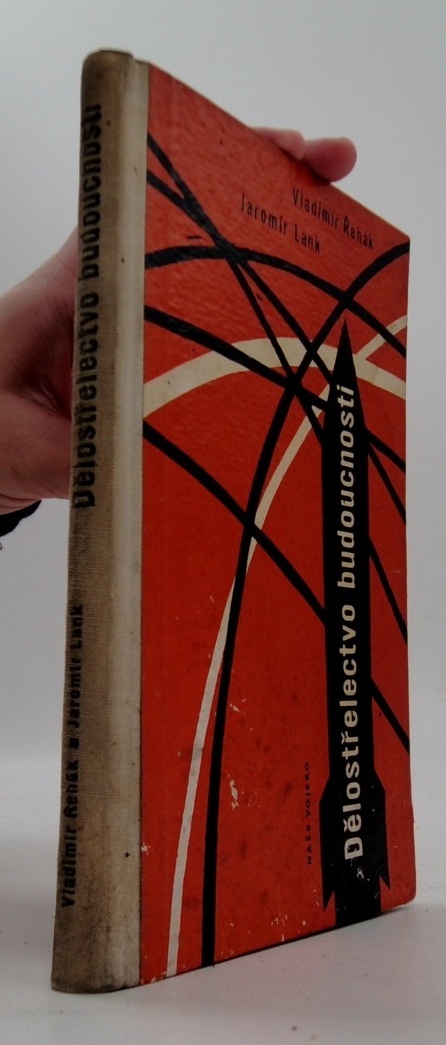 Dělostřelectvo budoucnosti
Vladimír Řehák a Jaromír Lank
Vladimír Řehák
Jaromír Lank
Dělostřelectvo budoucnosti
NAŠE VOJSKO